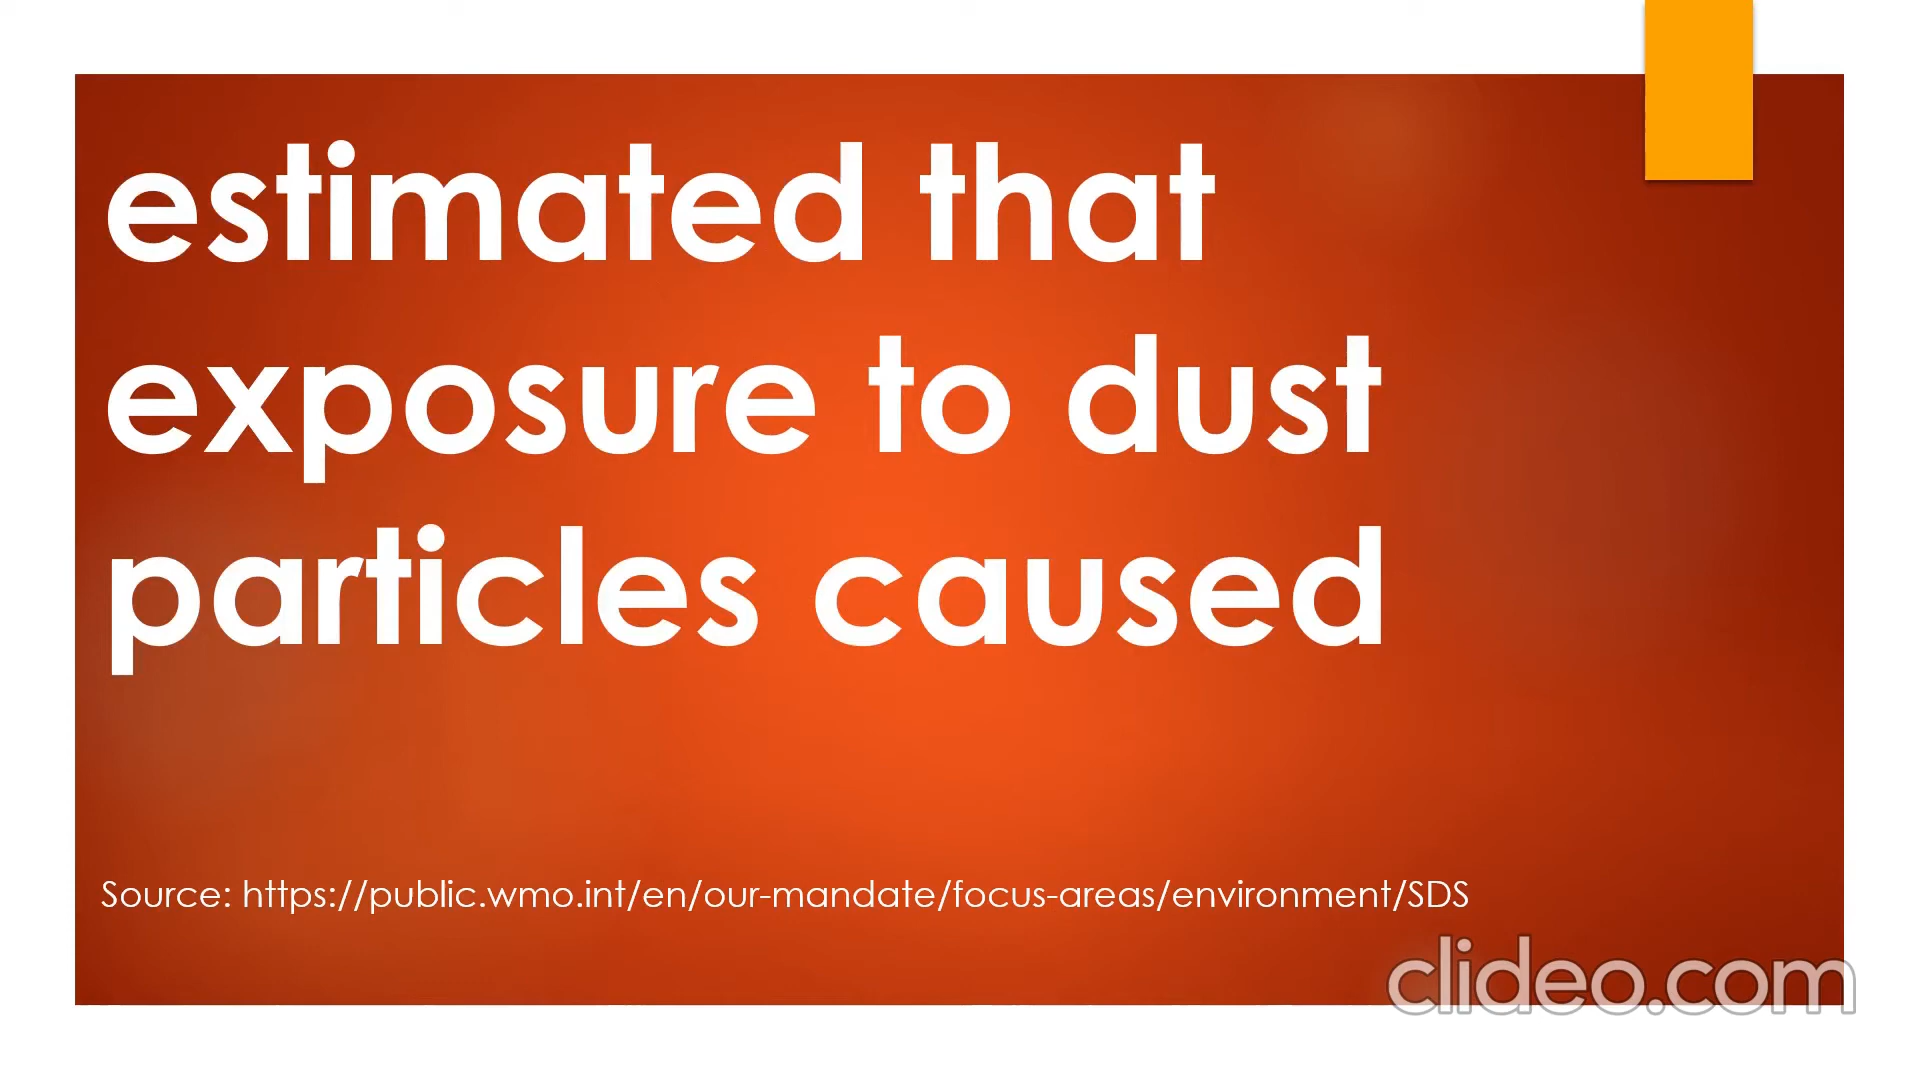 estimated that
exposure to dust
particles caused
Source: https://public.wmo.int/en/our-mandate/focus-areas/environment/SDS
clideo.com